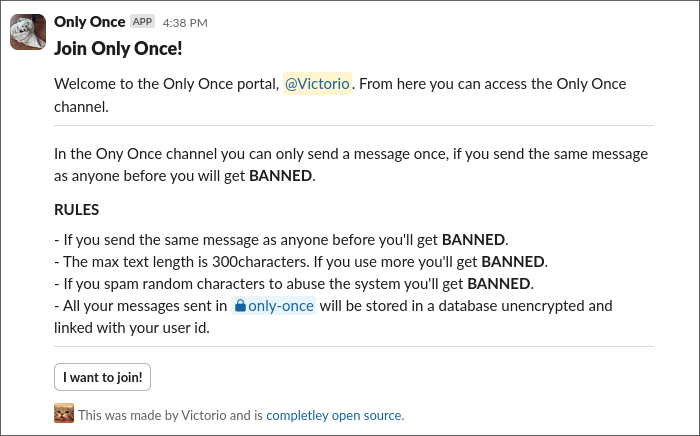 Only Once APP 4:38 PM
Join Only Once!
Welcome to the Only Once portal, @Victorio. From here you can access the Only Once
channel.
In the Ony Once channel you can only send a message once, if you send the same message
as anyone before you will get BANNED.
RULES
- If you send the same message as anyone before you'll get BANNED.
- The max text length is 300characters. If you use more you'll get BANNED.
- If you spam random characters to abuse the system you'll get BANNED.
- All your messages sent in only-once will be stored in a database unencrypted and
linked with your user id.
I want to join!
This was made by Victorio and is completley open source.